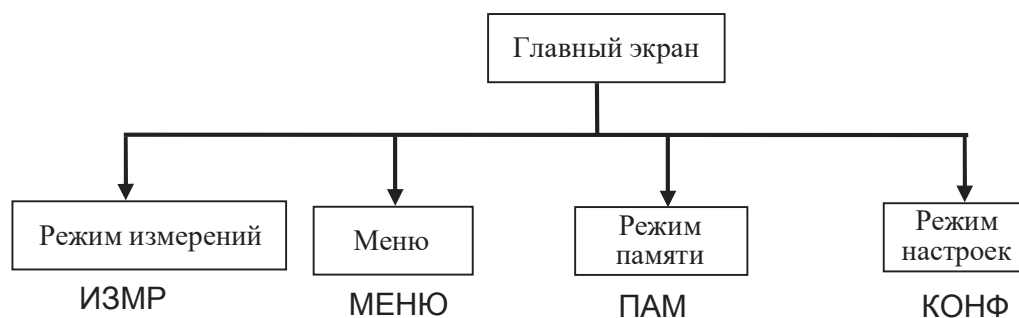 Главный экран
Режим измерений
Меню
Режим
памяти
Режим
настроек
ИЗМР
МЕНЮ
ПАМ
КОНФ